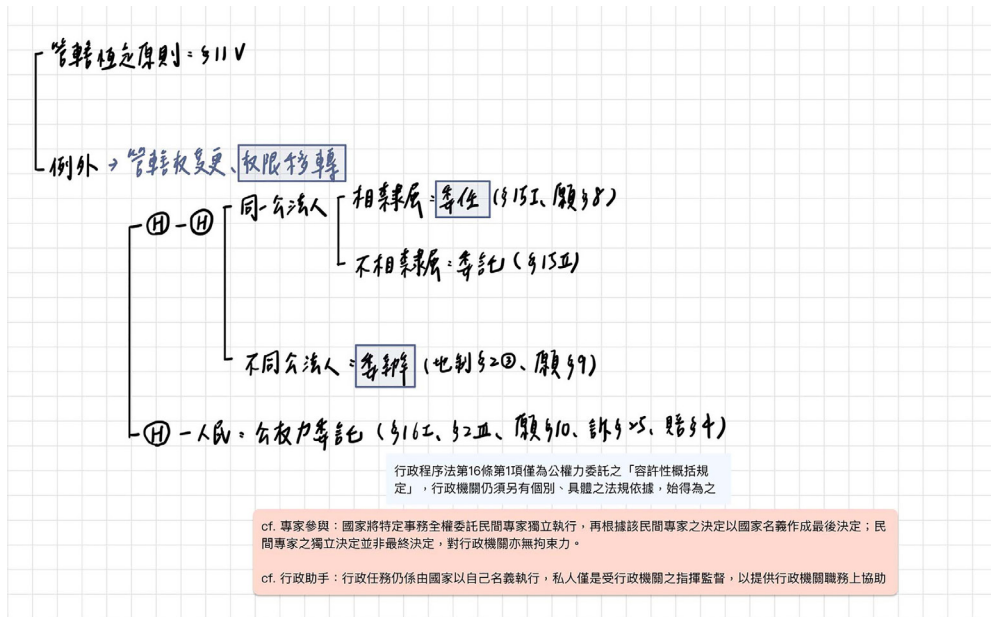 管轄恆定原則：§11 V
例外 → 管轄權變更、权限移轉
Ⓗ－Ⓗ
同一公法人
相隸屬：委任（§15I、願§8）
不相隸屬：委託（§15II）
不同公法人：委辦（地制§2③、願§9）
Ⓗ－人民：公权力委託（§16I、§2III、願§10、訴§25、賠§4）
行政程序法第16條第1項僅為公權力委託之「容許性概括規
定」，行政機關仍須另有個別、具體之法規依據，始得為之
cf. 專家參與：國家將特定事務全權委託民間專家獨立執行，再根據該民間專家之決定以國家名義作成最後決定；民
間專家之獨立決定並非最終決定，對行政機關亦無拘束力。
cf. 行政助手：行政任務仍係由國家以自己名義執行，私人僅是受行政機關之指揮監督，以提供行政機關職務上協助